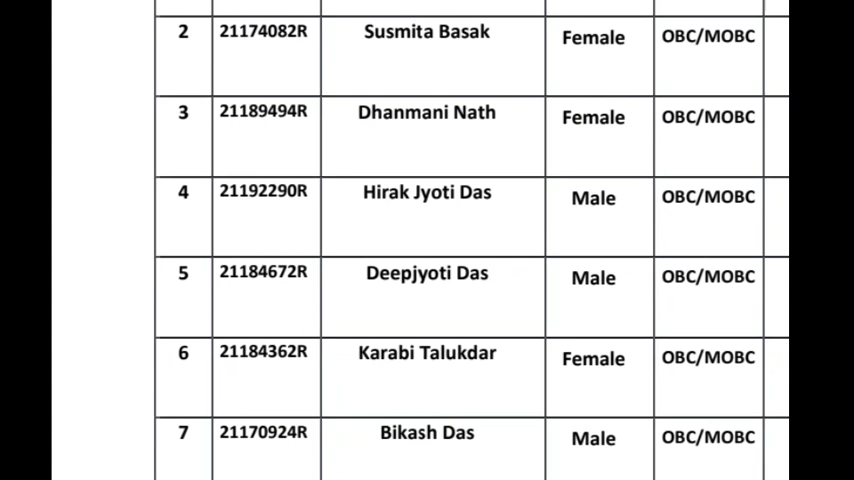 2 21174082R Susmita Basak Female OBC/MOBC
3 21189494R Dhanmani Nath Female OBC/MOBC
4 21192290R Hirak Jyoti Das Male OBC/MOBC
5 21184672R Deepjyoti Das Male OBC/MOBC
6 21184362R Karabi Talukdar Female OBC/MOBC
7 21170924R Bikash Das Male OBC/MOBC